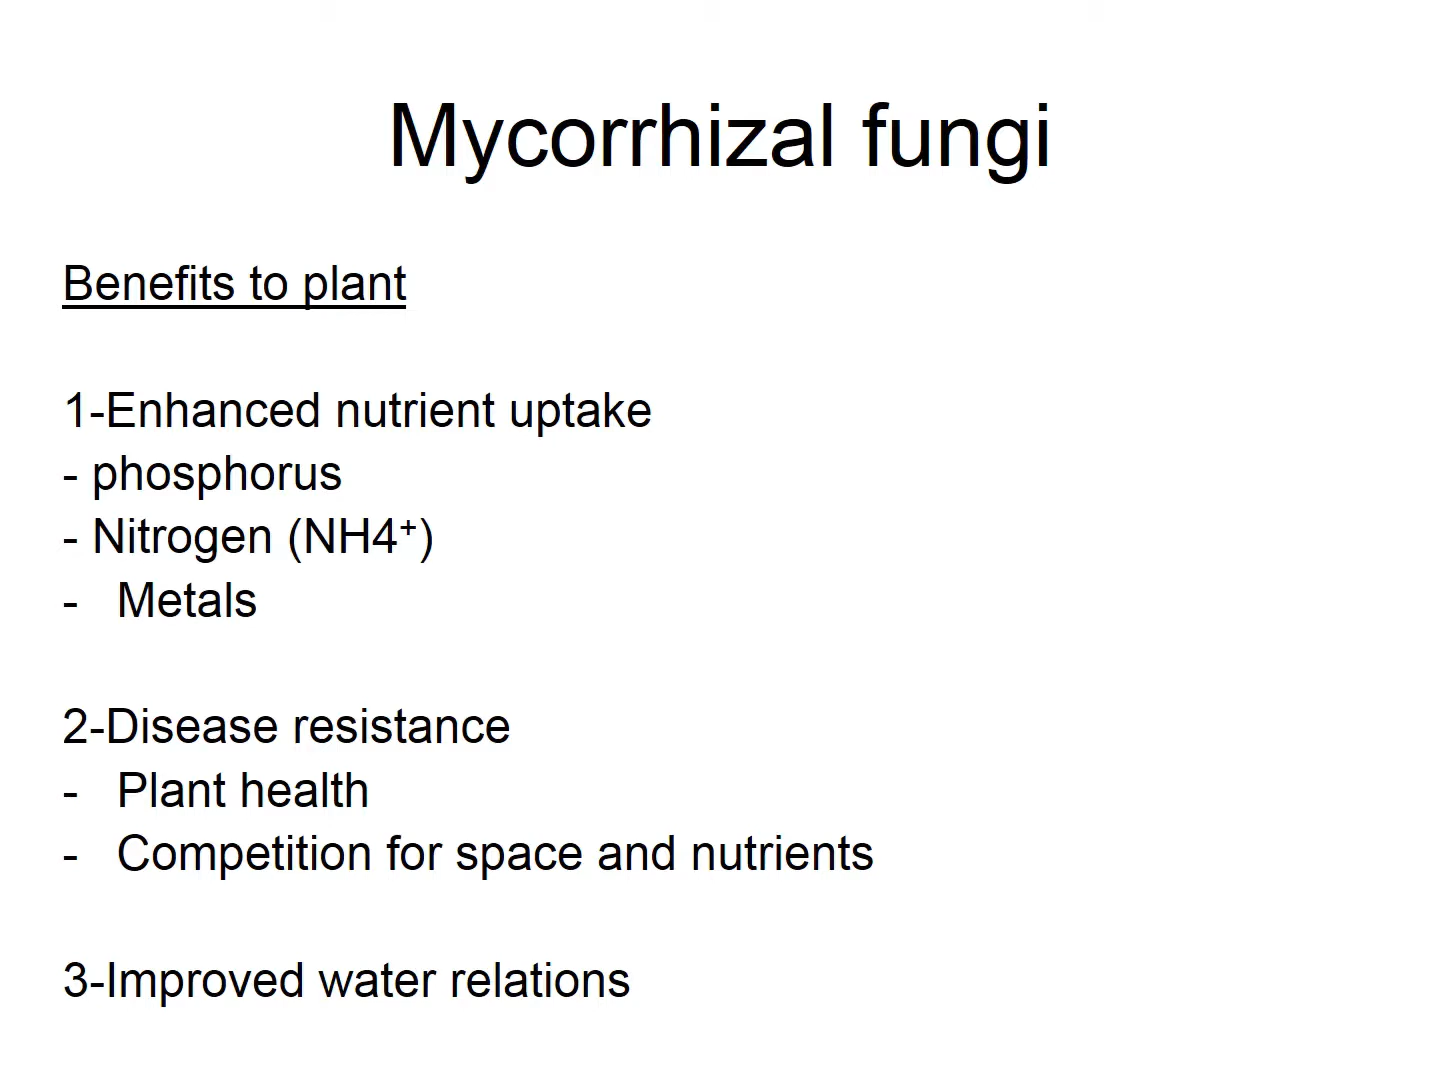 Mycorrhizal fungi
Benefits to plant
1-Enhanced nutrient uptake
- phosphorus
- Nitrogen (NH4⁺)
- Metals
2-Disease resistance
- Plant health
- Competition for space and nutrients
3-Improved water relations